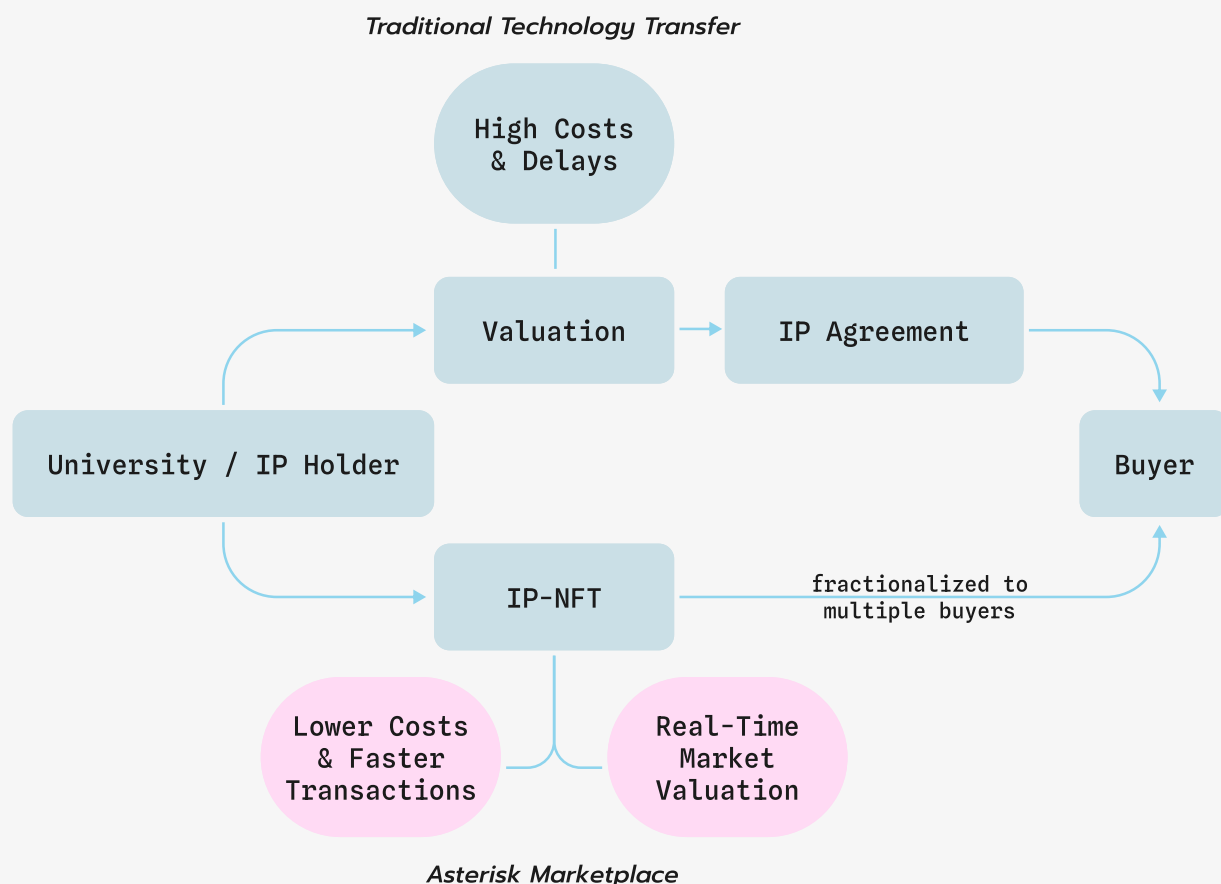 Traditional Technology Transfer
High Costs
& Delays
Valuation
IP Agreement
University / IP Holder
Buyer
IP-NFT
fractionalized to
multiple buyers
Lower Costs
& Faster
Transactions
Real-Time
Market
Valuation
Asterisk Marketplace